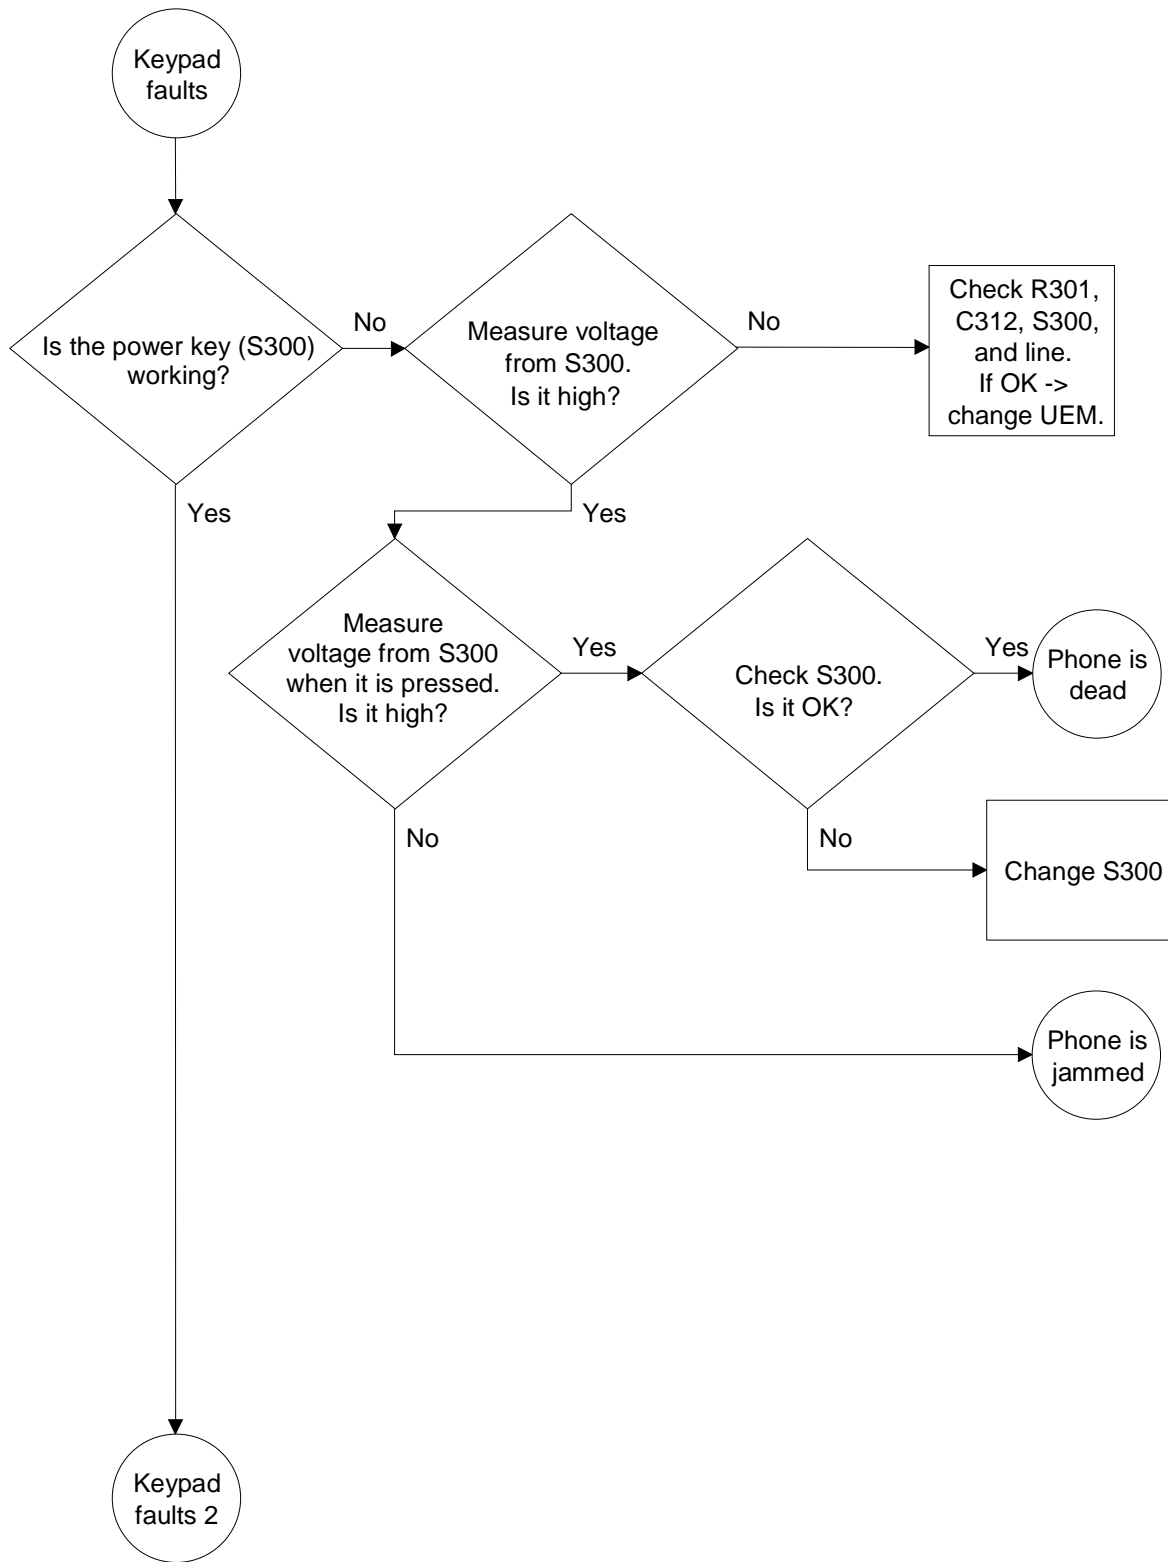 Keypad
faults
Is the power key (S300)
working?
No
Measure voltage
from S300.
Is it high?
No
Check R301,
C312, S300,
and line.
If OK ->
change UEM.
Yes
Yes
Measure
voltage from S300
when it is pressed.
Is it high?
Yes
Check S300.
Is it OK?
Yes
Phone is
dead
No
No
Change S300
Phone is
jammed
Keypad
faults 2